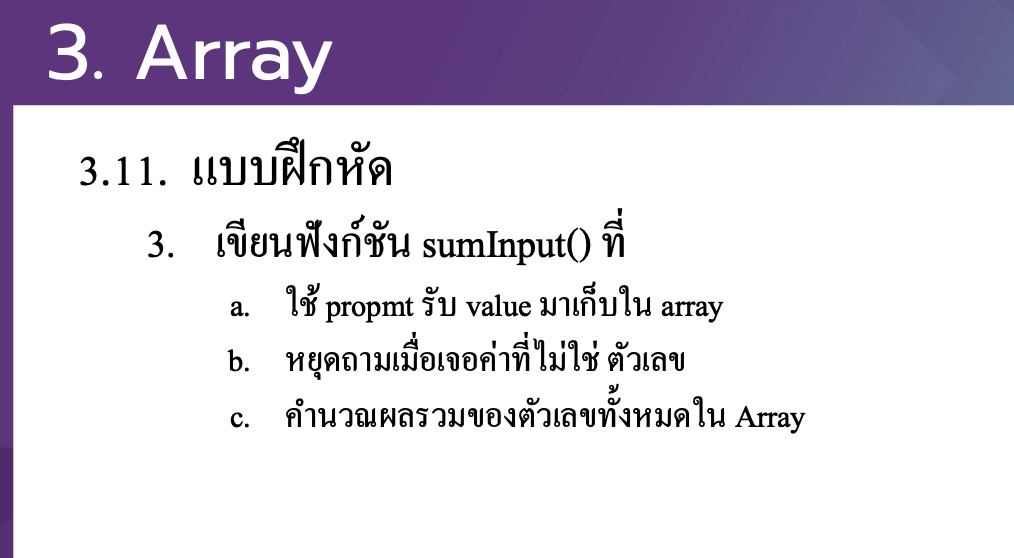 3. Array
3.11. แบบฝึกหัด
3. เขียนฟังก์ชัน sumInput() ที่
a. ใช้ propmt รับ value มาเก็บใน array
b. หยุดถามเมื่อเจอค่าที่ไม่ใช่ ตัวเลข
c. คำนวณผลรวมของตัวเลขทั้งหมดใน Array